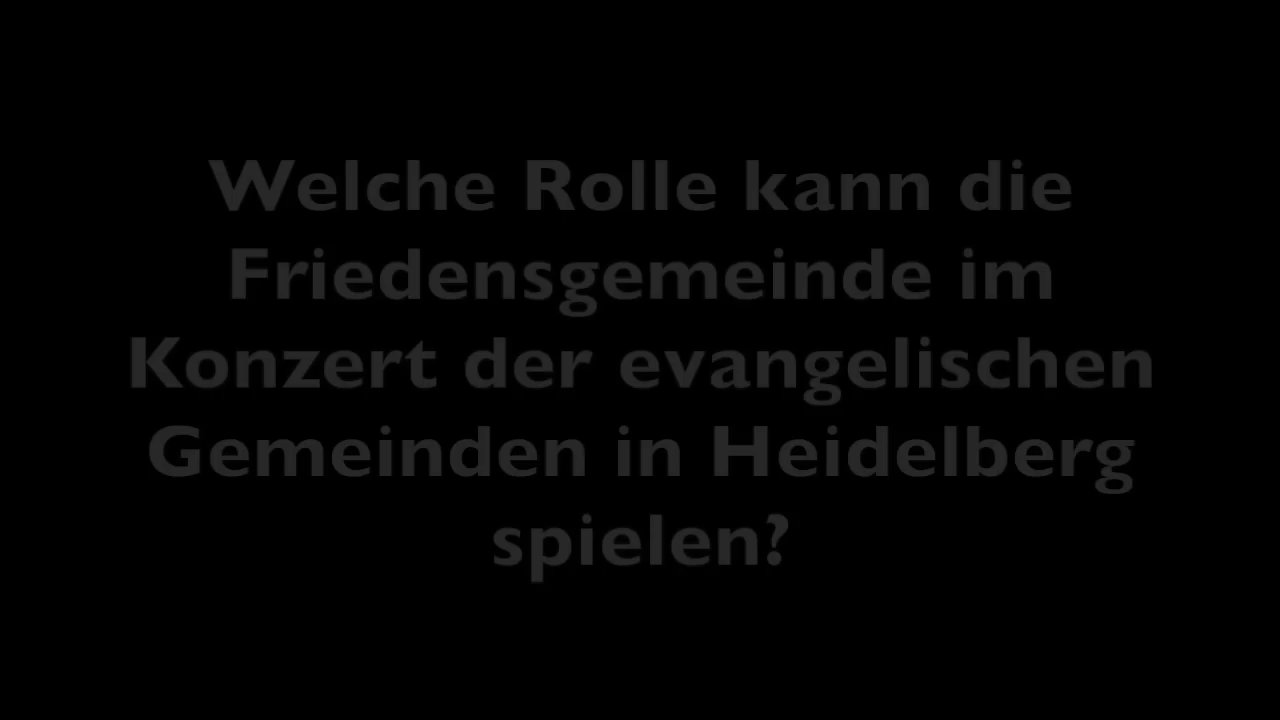 Welche Rolle kann die
Friedensgemeinde im
Konzert der evangelischen
Gemeinden in Heidelberg
spielen?